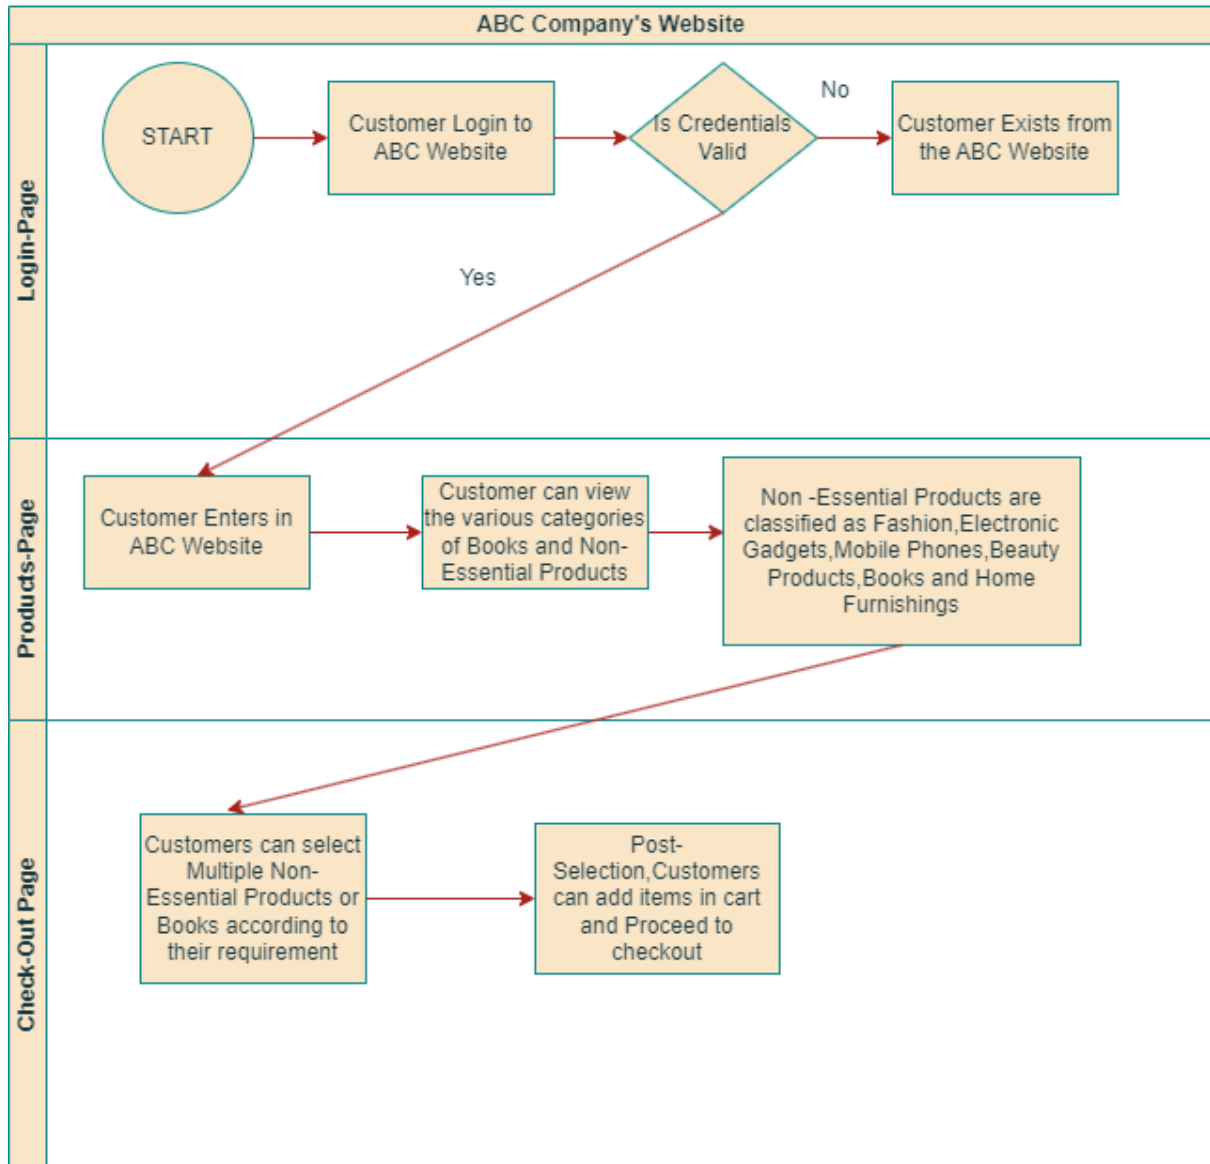 ABC Company's Website
Login-Page
START
Customer Login to
ABC Website
Is Credentials
Valid
No
Customer Exists from
the ABC Website
Yes
Products-Page
Customer Enters in
ABC Website
Customer can view
the various categories
of Books and Non-
Essential Products
Non -Essential Products are
classified as Fashion,Electronic
Gadgets,Mobile Phones,Beauty
Products,Books and Home
Furnishings
Check-Out Page
Customers can select
Multiple Non-
Essential Products or
Books according to
their requirement
Post-
Selection,Customers
can add items in cart
and Proceed to
checkout